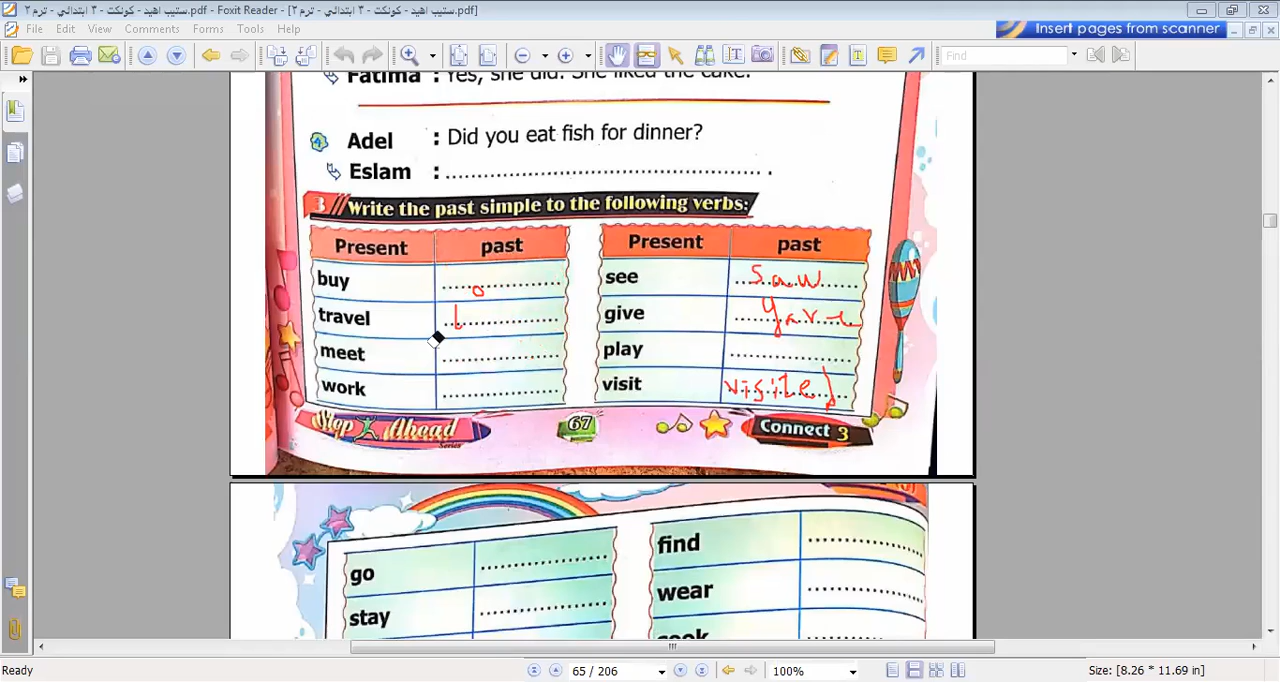 ستيب اهيد - كونكت - ٣ ابتدائي - ترم ٢.pdf - Foxit Reader - [ستيب اهيد - كونكت - ٣ ابتدائي - ترم ٢.pdf]
File Edit View Comments Forms Tools Help
Insert pages from scanner
Find
Fatima : Yes, she did. She liked the cake.
Adel : Did you eat fish for dinner?
Eslam : .......................................................... .
3 Write the past simple to the following verbs:
Present past Present past
buy o see saw
travel l give gave
meet play
work visit visited
Step Ahead Series 67 Connect 3
go find
stay wear
cook
Ready 65 / 206 100% Size: [8.26 * 11.69 in]